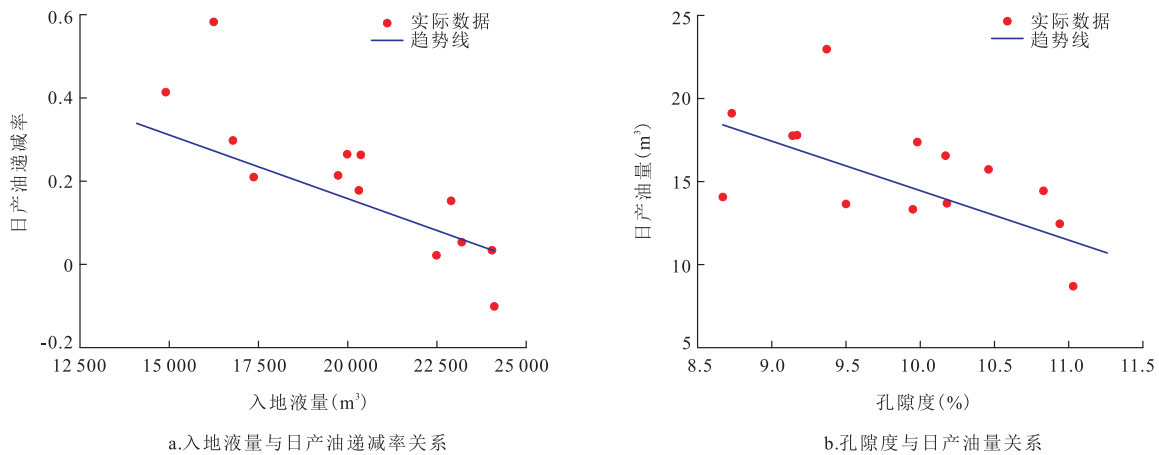 0.6
0.4
0.2
0
-0.2
12 500
15 000
17 500
20 000
22 500
25 000
日产油递减率
入地液量(m³)
实际数据
趋势线
a.入地液量与日产油递减率关系
25
20
15
10
5
8.5
9.0
9.5
10.0
10.5
11.0
11.5
日产油量(m³)
孔隙度(%)
实际数据
趋势线
b.孔隙度与日产油量关系